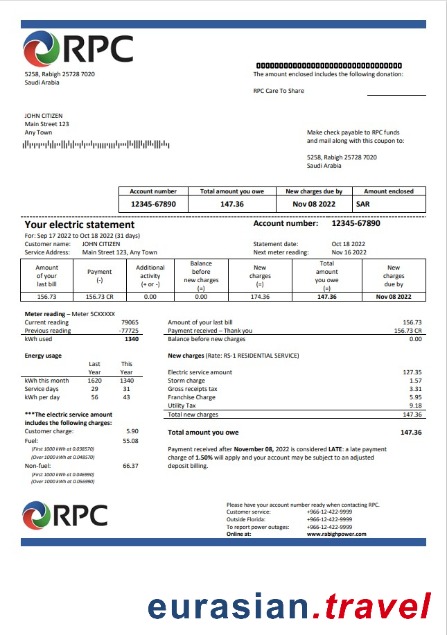 RPC
5258, Rabigh 25728 7020
Saudi Arabia
The amount enclosed includes the following donation:
RPC Care To Share
JOHN CITIZEN
Main Street 123
Any Town
Make check payable to RPC funds
and mail along with this coupon to:
5258, Rabigh 25728 7020
Saudi Arabia
Account number Total amount you owe New charges due by Amount enclosed
12345-67890 147.36 Nov 08 2022 SAR
Your electric statement Account number: 12345-67890
For: Sep 17 2022 to Oct 18 2022 (31 days)
Customer name: JOHN CITIZEN Statement date: Oct 18 2022
Service Address: Main Street 123, Any Town Next meter reading: Nov 16 2022
Amount of your last bill Payment (-) Additional activity (+ or -) Balance before new charges (=) New charges (=) Total amount you owe (=) New charges due by
156.73 156.73 CR 0.00 0.00 174.36 147.36 Nov 08 2022
Meter reading – Meter 5CXXXXX
Current reading 79065
Previous reading -77725
kWh used 1340
Amount of your last bill 156.73
Payment received – Thank you 156.73 CR
Balance before new charges 0.00
Energy usage
Last Year This Year
kWh this month 1620 1340
Service days 29 31
kWh per day 56 43
New charges (Rate: RS-1 RESIDENTIAL SERVICE)
Electric service amount 127.35
Storm charge 1.57
Gross receipts tax 3.31
Franchise Charge 5.95
Utility Tax 9.18
Total new charges 147.36
Total amount you owe 147.36
***The electric service amount
includes the following charges:
Customer charge: 5.90
Fuel: 55.08
(First 1000 kWh at 0.038570)
(Over 1000 kWh at 0.048570)
Non-fuel: 66.37
(First 1000 kWh at 0.046990)
(Over 1000 kWh at 0.056990)
Payment received after November 08, 2022 is considered LATE: a late payment
charge of 1.50% will apply and your account may be subject to an adjusted
deposit billing.
RPC
Please have your account number ready when contacting RPC.
Customer service: +966-12-422-9999
Outside Florida: +966-12-422-9999
To report power outages: +966-12-422-9999
Online at: www.rabighpower.com
eurasian.travel